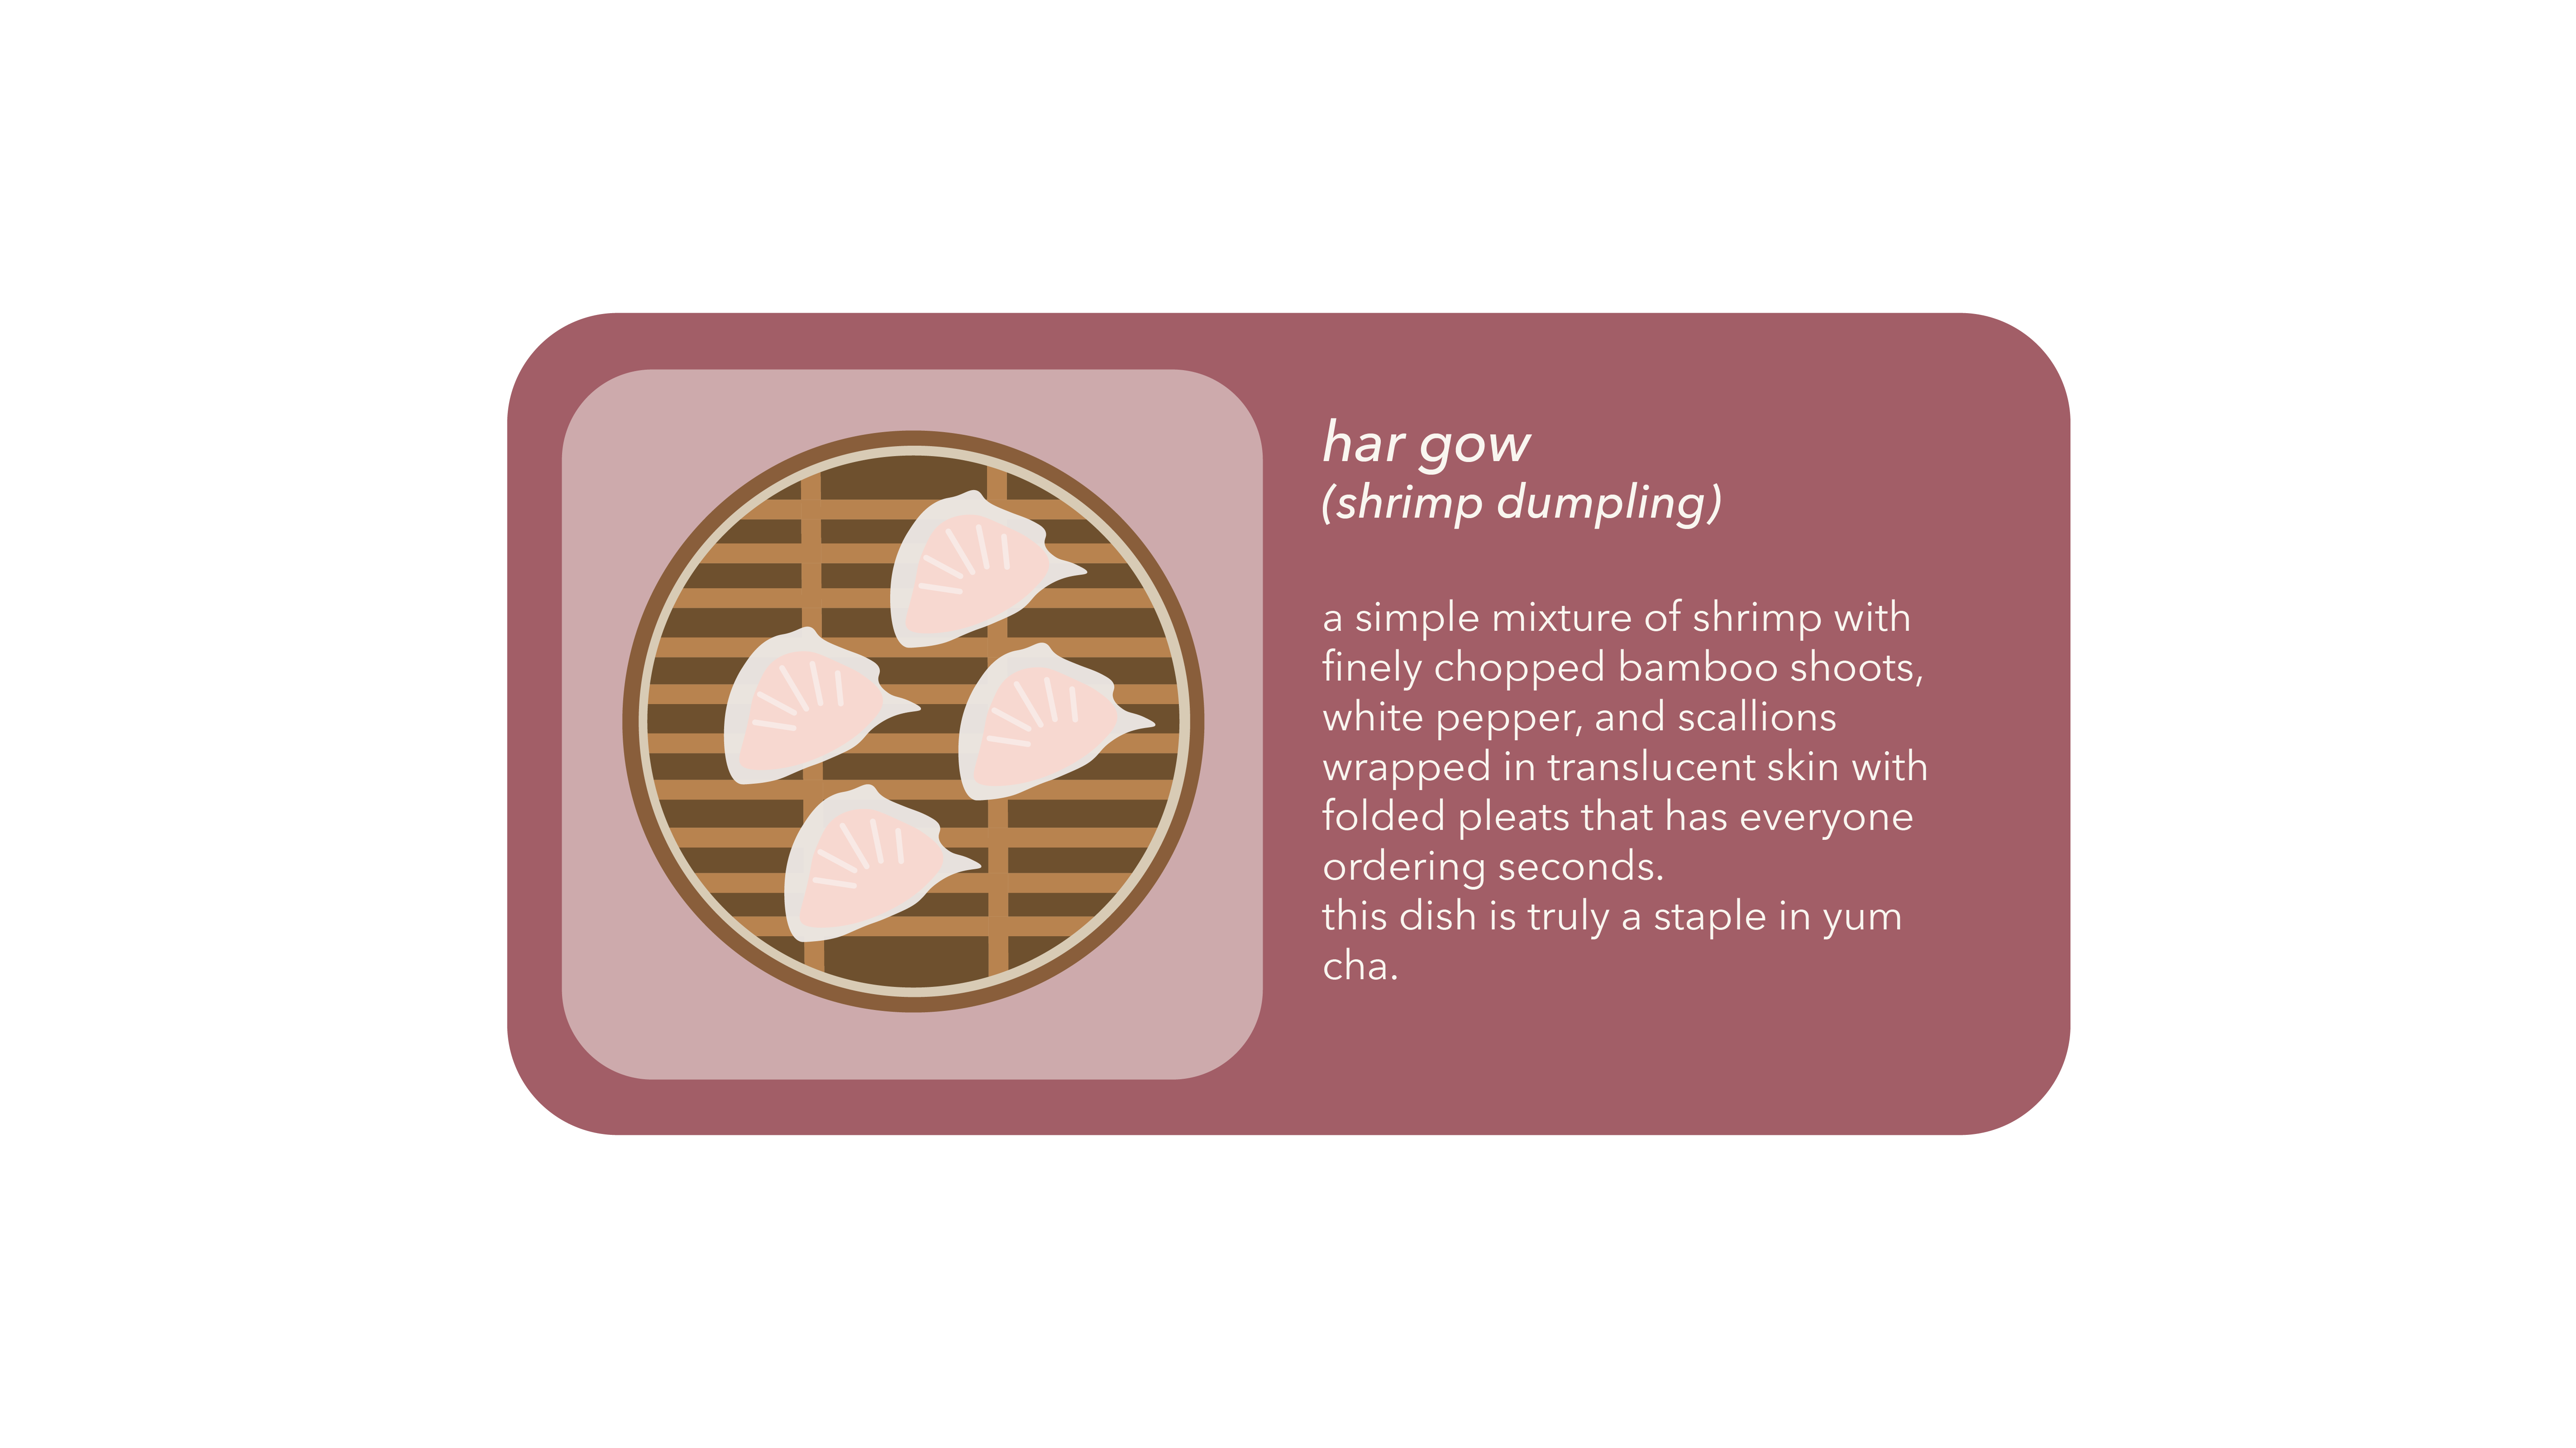 har gow
(shrimp dumpling)
a simple mixture of shrimp with
finely chopped bamboo shoots,
white pepper, and scallions
wrapped in translucent skin with
folded pleats that has everyone
ordering seconds.
this dish is truly a staple in yum
cha.